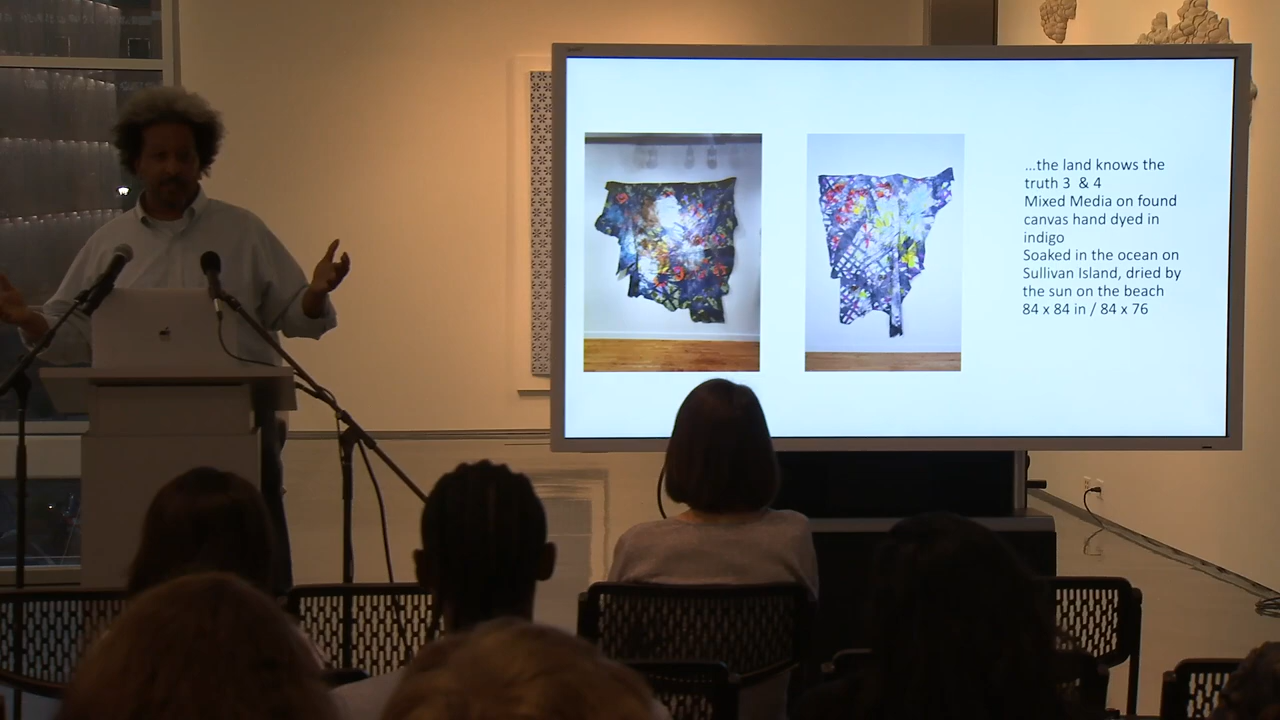 ...the land knows the
truth 3 & 4
Mixed Media on found
canvas hand dyed in
indigo
Soaked in the ocean on
Sullivan Island, dried by
the sun on the beach
84 x 84 in / 84 x 76